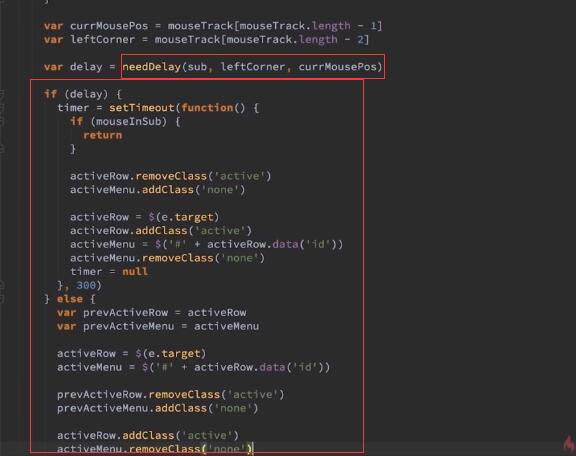 var currMousePos = mouseTrack[mouseTrack.length - 1]
var leftCorner = mouseTrack[mouseTrack.length - 2]
var delay = needDelay(sub, leftCorner, currMousePos)
if (delay) {
timer = setTimeout(function() {
if (mouseInSub) {
return
}
activeRow.removeClass('active')
activeMenu.addClass('none')
activeRow = $(e.target)
activeRow.addClass('active')
activeMenu = $('#' + activeRow.data('id'))
activeMenu.removeClass('none')
timer = null
}, 300)
} else {
var prevActiveRow = activeRow
var prevActiveMenu = activeMenu
activeRow = $(e.target)
activeMenu = $('#' + activeRow.data('id'))
prevActiveRow.removeClass('active')
prevActiveMenu.addClass('none')
activeRow.addClass('active')
activeMenu.removeClass('none')